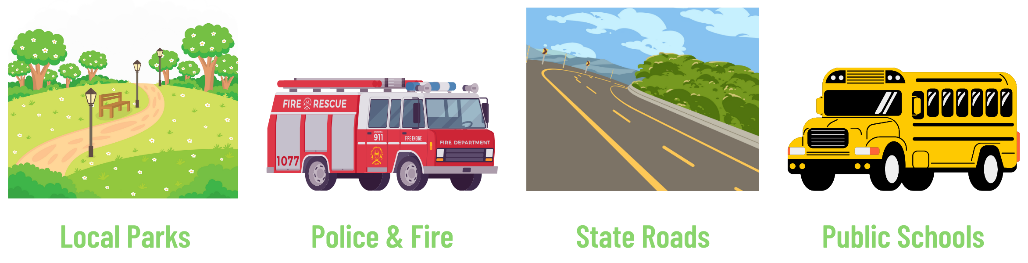 FIRE RESCUE
911
FIRE DEPARTMENT
1077
Local Parks
Police & Fire
State Roads
Public Schools